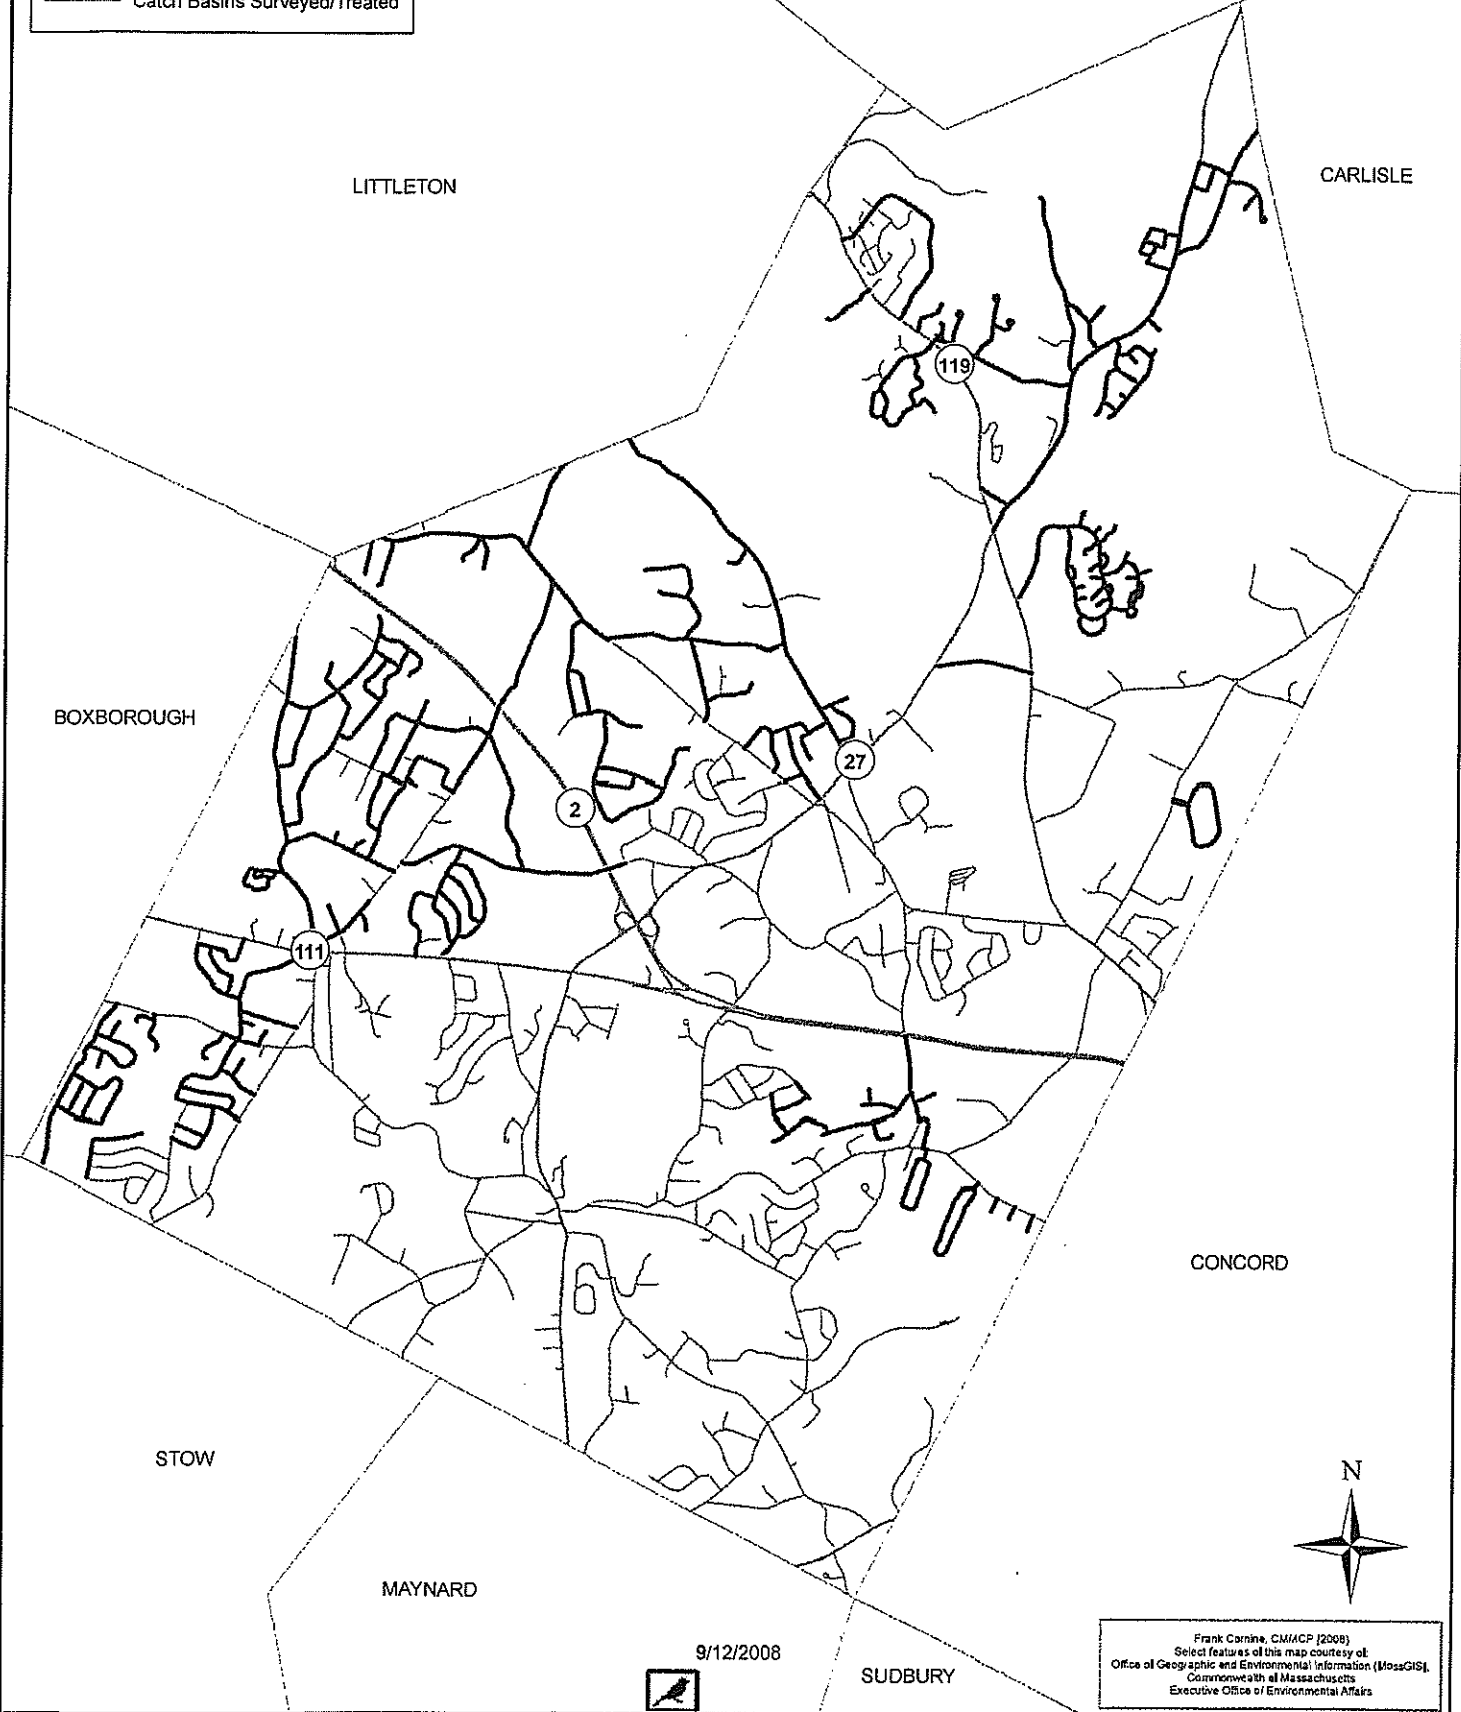 Catch Basins Surveyed/Treated
LITTLETON
CARLISLE
119
BOXBOROUGH
27
2
111
CONCORD
STOW
N
MAYNARD
9/12/2008
SUDBURY
Frank Cornine, CMMCP (2008)
Select features of this map courtesy of:
Office of Geographic and Environmental Information (MassGIS),
Commonwealth of Massachusetts
Executive Office of Environmental Affairs